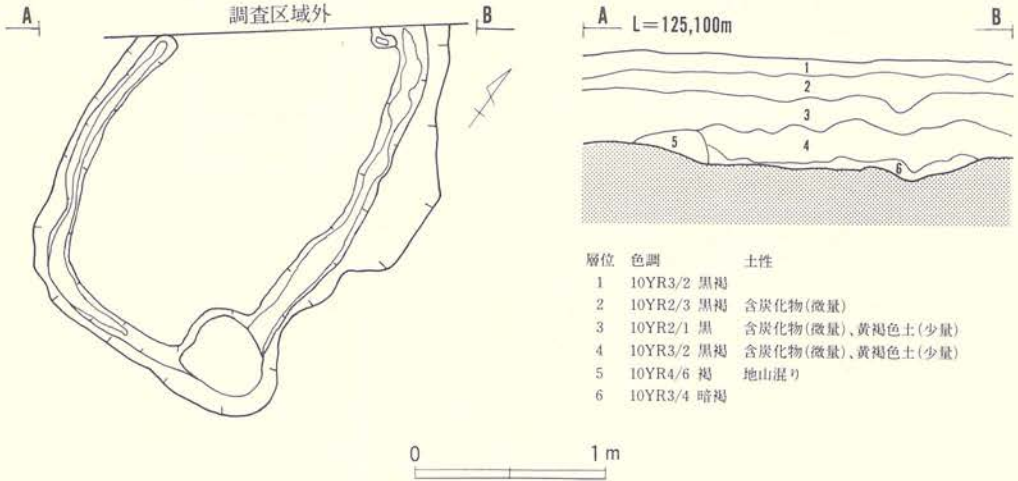 A 調査区域外 B
A L=125,100m B
1
2
3
5 4
6
層位 色調 土性
1 10YR3/2 黒褐
2 10YR2/3 黒褐 含炭化物(微量)
3 10YR2/1 黒 含炭化物(微量)、黄褐色土(少量)
4 10YR3/2 黒褐 含炭化物(微量)、黄褐色土(少量)
5 10YR4/6 褐 地山混り
6 10YR3/4 暗褐
0 1 m